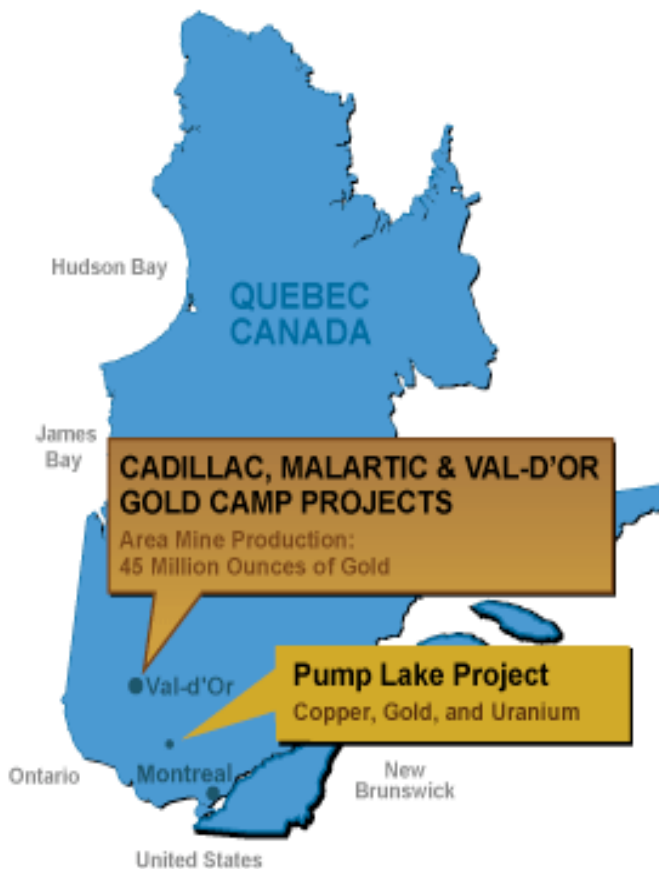 Hudson Bay
QUEBEC
CANADA
James
Bay
CADILLAC, MALARTIC & VAL-D'OR
GOLD CAMP PROJECTS
Area Mine Production:
45 Million Ounces of Gold
Val-d'Or
Pump Lake Project
Copper, Gold, and Uranium
Ontario
Montreal
New
Brunswick
United States